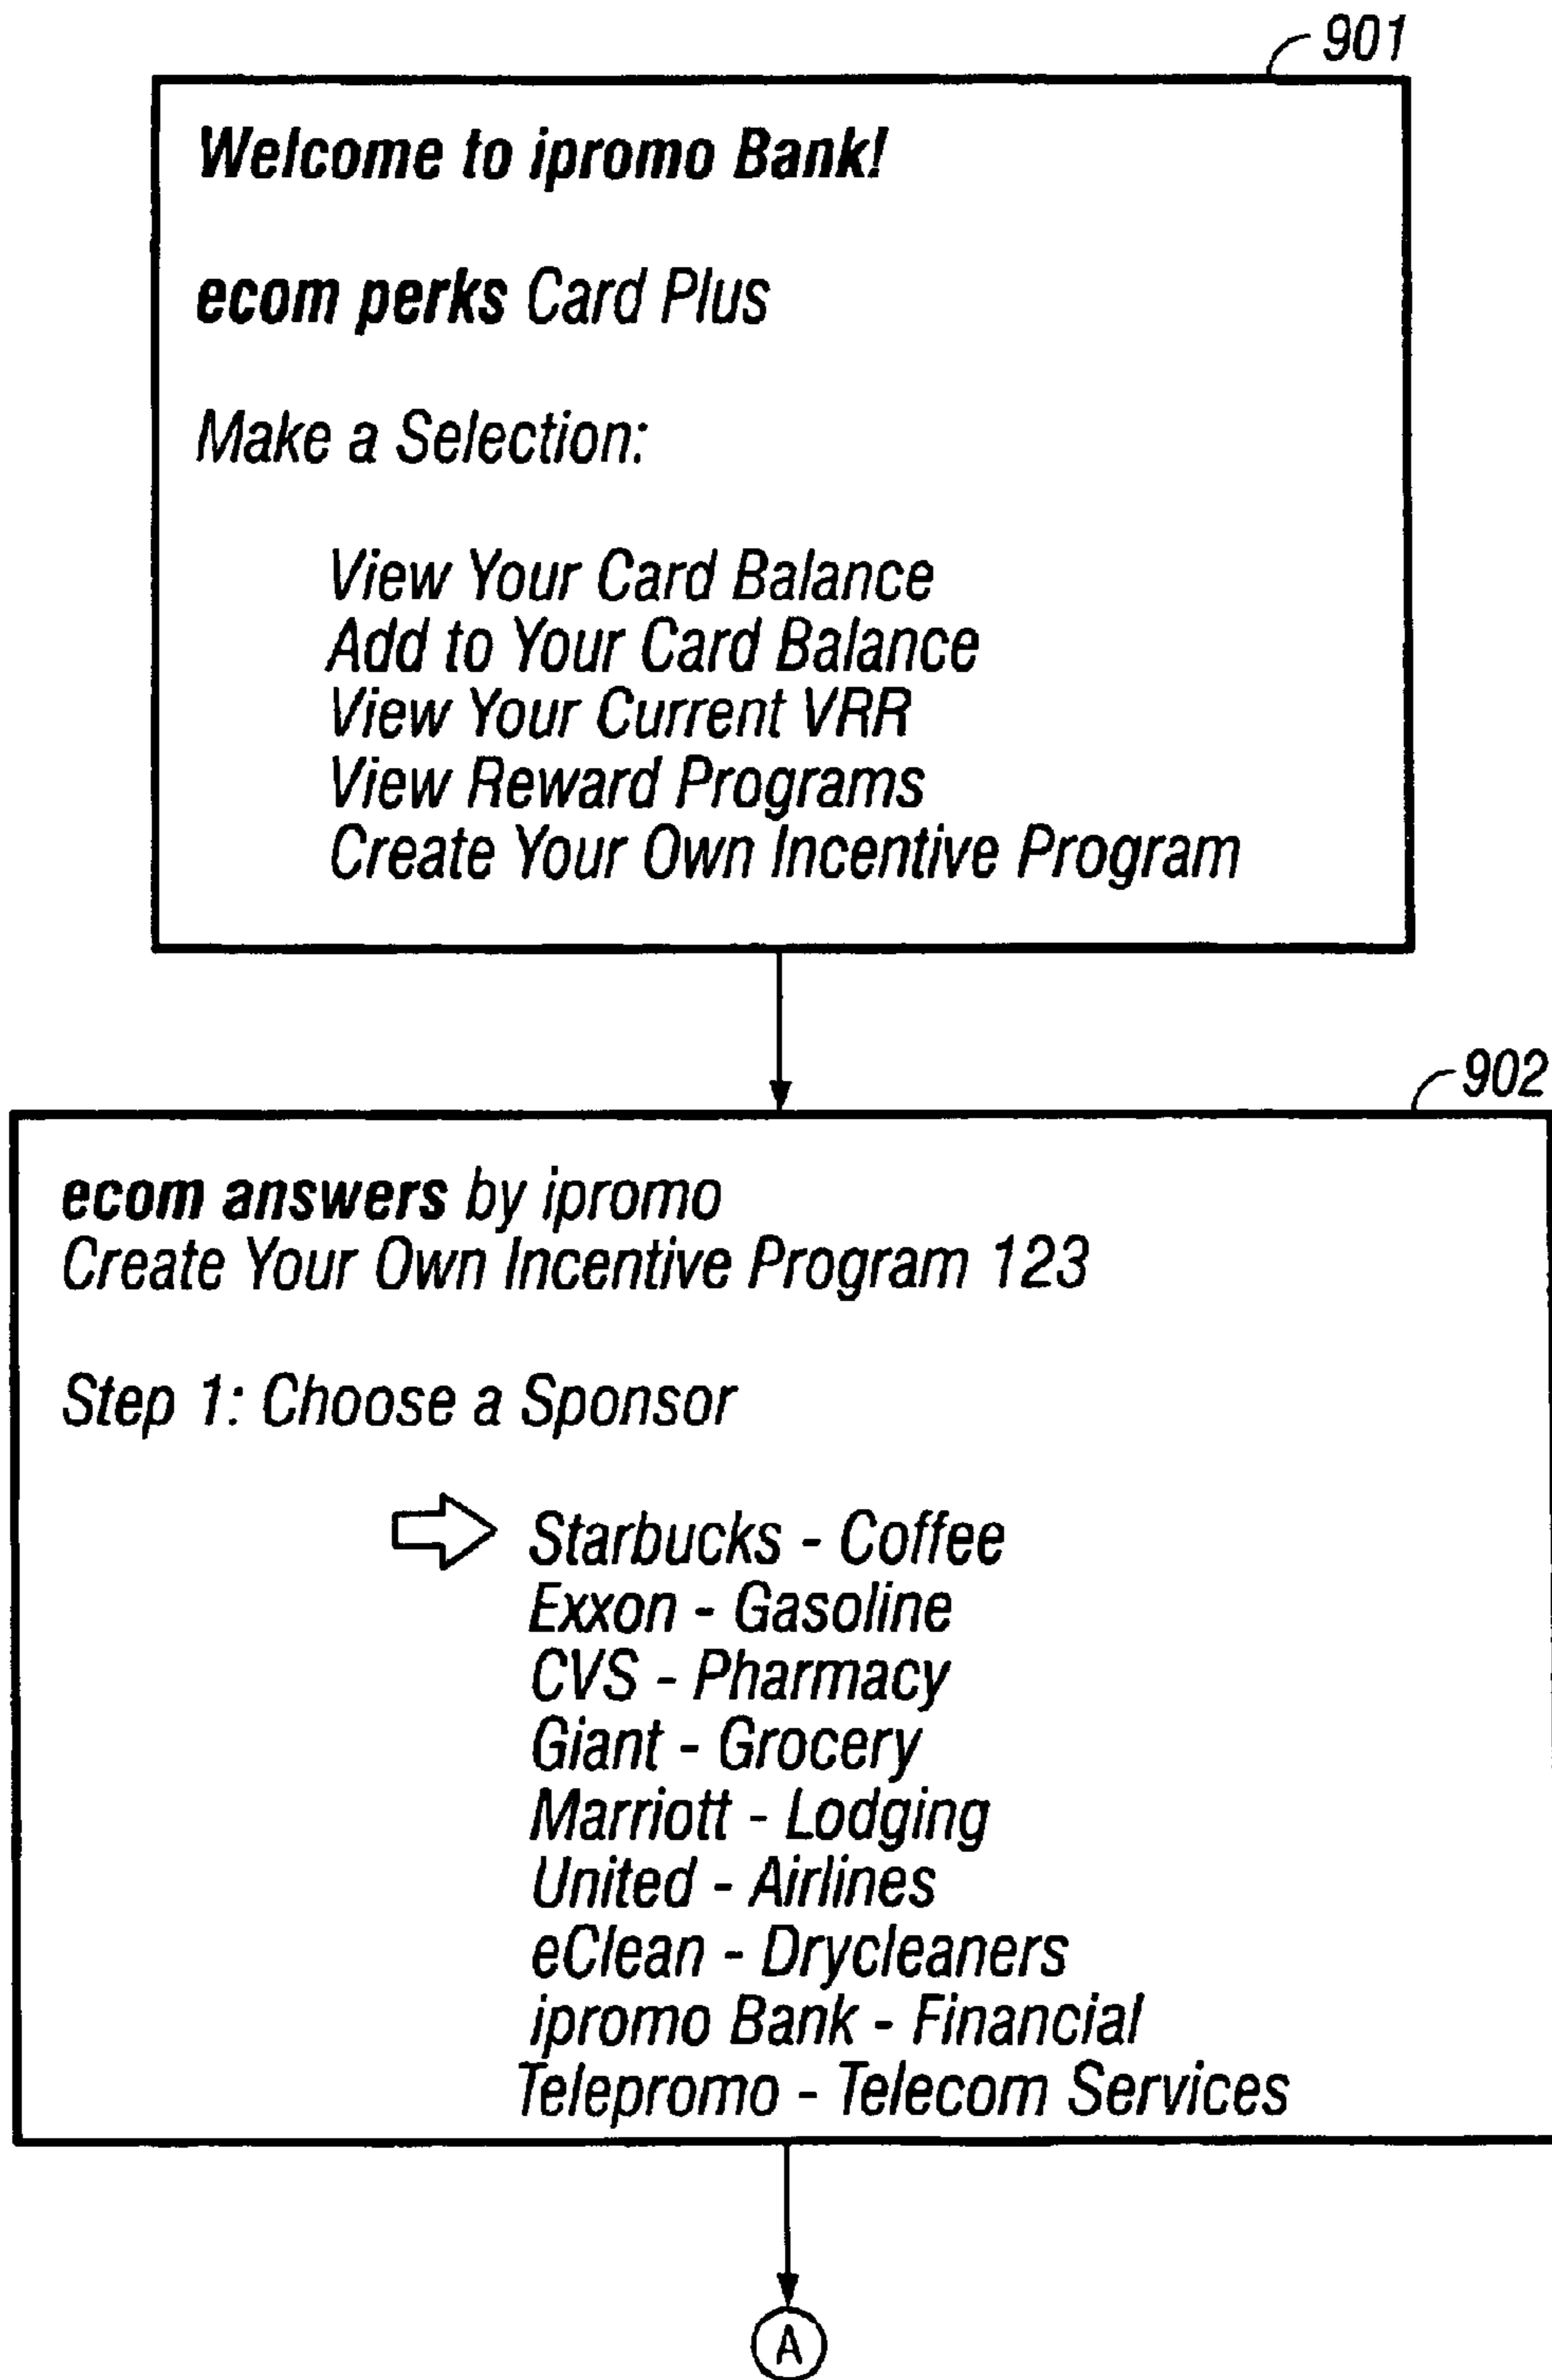 901
Welcome to ipromo Bank!
ecom perks Card Plus
Make a Selection:
View Your Card Balance
Add to Your Card Balance
View Your Current VRR
View Reward Programs
Create Your Own Incentive Program
902
ecom answers by ipromo
Create Your Own Incentive Program 123
Step 1: Choose a Sponsor
Starbucks - Coffee
Exxon - Gasoline
CVS - Pharmacy
Giant - Grocery
Marriott - Lodging
United - Airlines
eClean - Drycleaners
ipromo Bank - Financial
Telepromo - Telecom Services
A